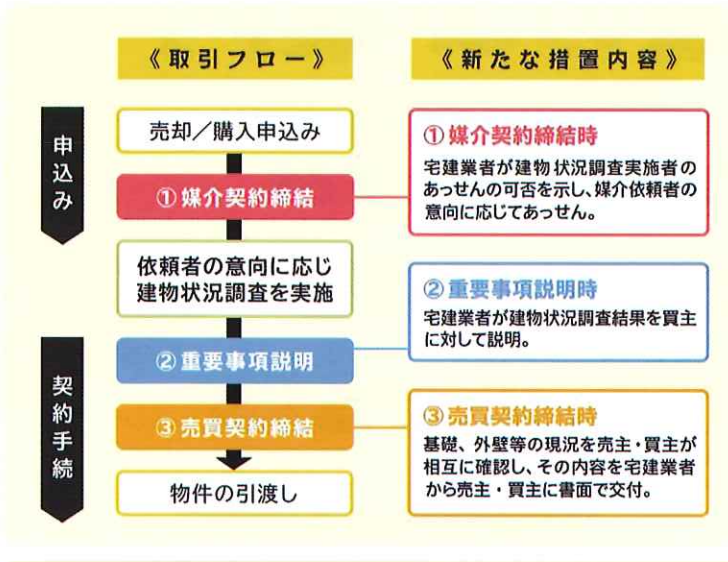 《取引フロー》
《新たな措置内容》
申込み
売却／購入申込み
①媒介契約締結
依頼者の意向に応じ
建物状況調査を実施
契約手続
②重要事項説明
③売買契約締結
物件の引渡し
①媒介契約締結時
宅建業者が建物状況調査実施者の
あっせんの可否を示し、媒介依頼者の
意向に応じてあっせん。
②重要事項説明時
宅建業者が建物状況調査結果を買主
に対して説明。
③売買契約締結時
基礎、外壁等の現況を売主・買主が
相互に確認し、その内容を宅建業者
から売主・買主に書面で交付。